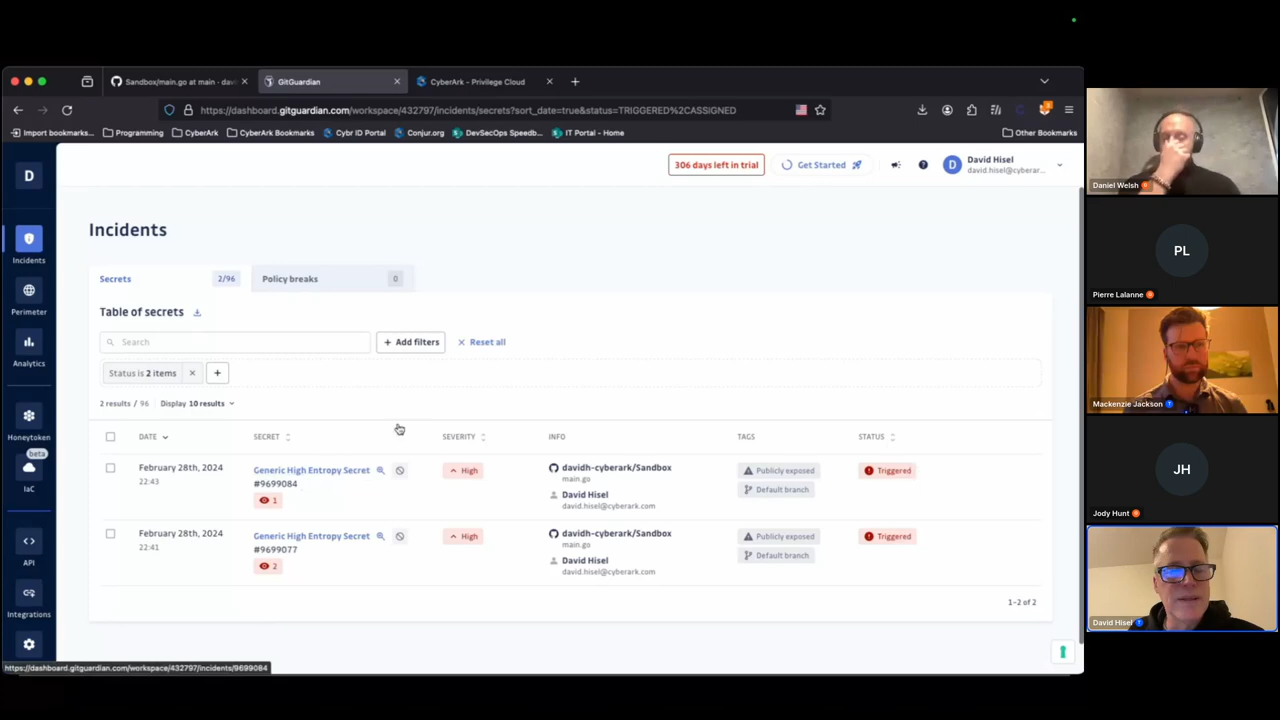 Sandbox/main.go at main · dav
GitGuardian
CyberArk - Privilege Cloud
https://dashboard.gitguardian.com/workspace/432797/incidents/secrets?sort_date=true&status=TRIGGERED%2CASSIGNED
Import bookmarks...
Programming
CyberArk
CyberArk Bookmarks
Cybr ID Portal
Conjur.org
DevSecOps Speedb...
IT Portal - Home
Other Bookmarks
D
306 days left in trial
Get Started
D
David Hisel
david.hisel@cyberar...
Incidents
Perimeter
Analytics
Honeytoken
beta
IaC
API
Integrations
Incidents
Secrets 2/96
Policy breaks 0
Table of secrets
Search
Add filters
Reset all
Status is 2 items
2 results / 96 Display 10 results
DATE SECRET SEVERITY INFO TAGS STATUS
February 28th, 2024
22:43
Generic High Entropy Secret
#9699084
1
High
davidh-cyberark/Sandbox
main.go
David Hisel
david.hisel@cyberark.com
Publicly exposed
Default branch
Triggered
February 28th, 2024
22:41
Generic High Entropy Secret
#9699077
2
High
davidh-cyberark/Sandbox
main.go
David Hisel
david.hisel@cyberark.com
Publicly exposed
Default branch
Triggered
1–2 of 2
https://dashboard.gitguardian.com/workspace/432797/incidents/9699084
Daniel Welsh
PL
Pierre Lalanne
Mackenzie Jackson
JH
Jody Hunt
David Hisel